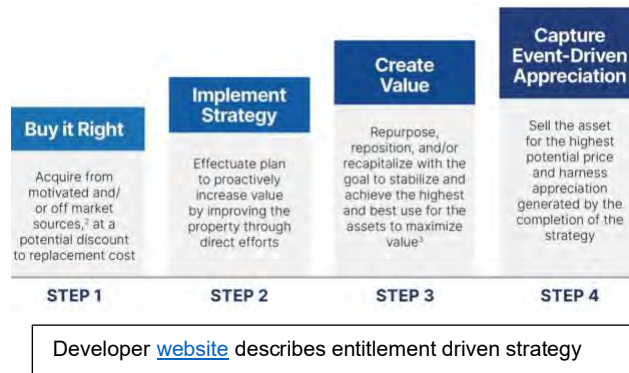 Buy it Right
Acquire from
motivated and/
or off market
sources,² at a
potential discount
to replacement cost
STEP 1
Implement
Strategy
Effectuate plan
to proactively
increase value
by improving the
property through
direct efforts
STEP 2
Create
Value
Repurpose,
reposition, and/or
recapitalize with the
goal to stabilize and
achieve the highest
and best use for the
assets to maximize
value³
STEP 3
Capture
Event-Driven
Appreciation
Sell the asset
for the highest
potential price
and harness
appreciation
generated by the
completion of the
strategy
STEP 4
Developer website describes entitlement driven strategy